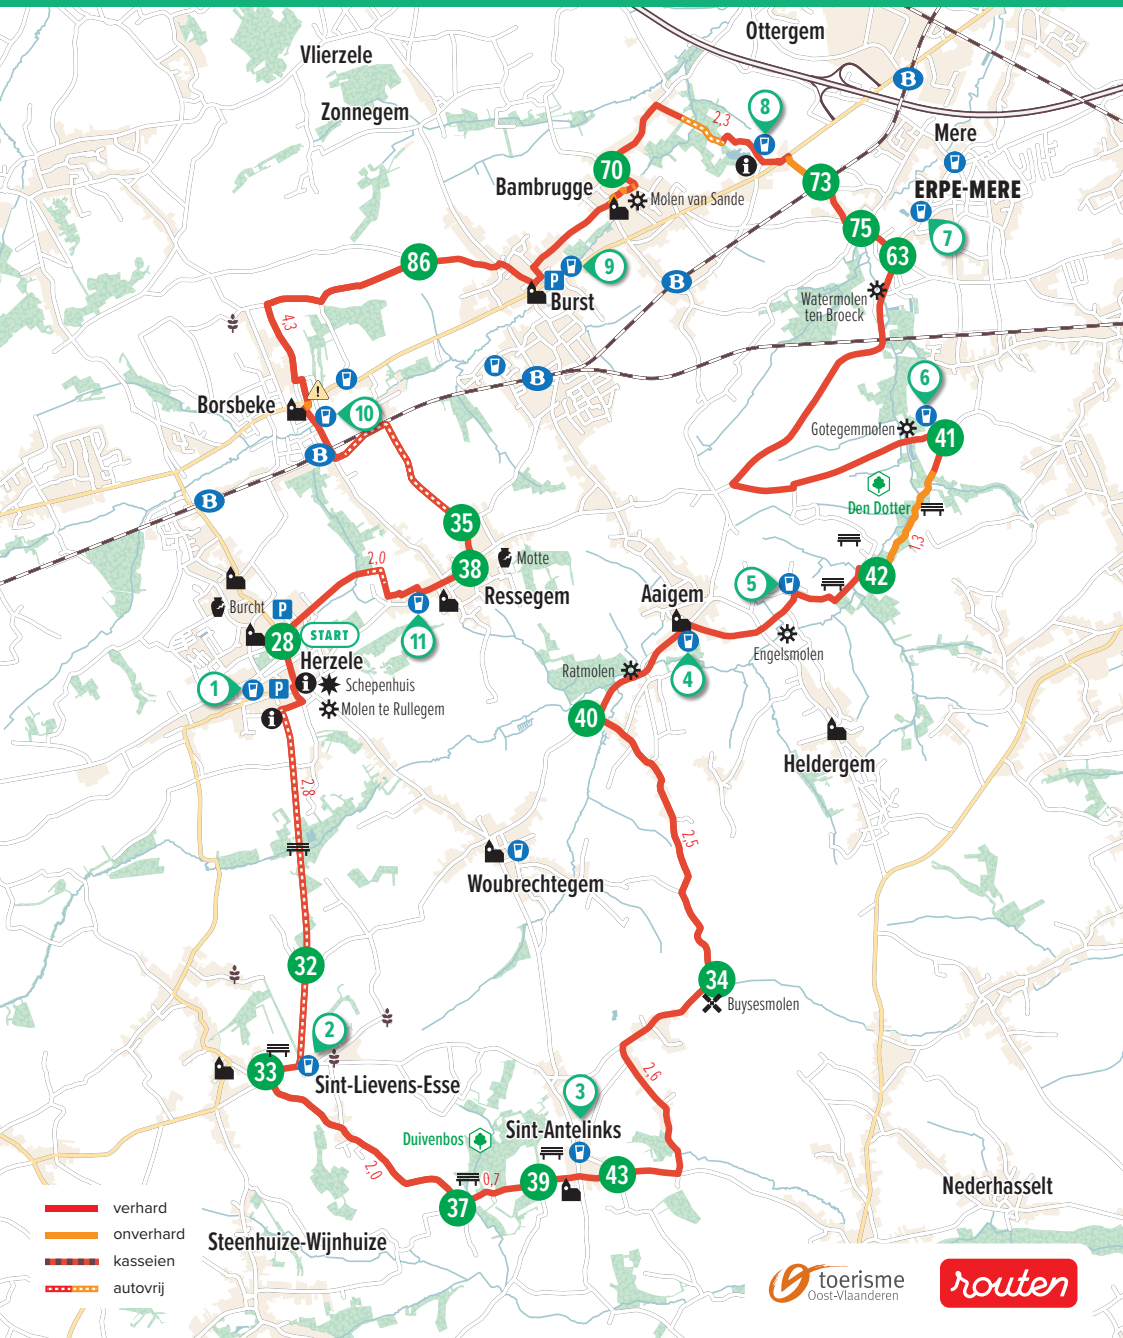 Ottergem
Vlierzele
B
Zonnegem
2,3
8
Mere
70
Bambrugge
73
ERPE-MERE
Molen van Sande
75
7
63
86
9
P
B
Burst
Watermolen
ten Broeck
4,3
!
6
B
Borsbeke
10
Gotegemmolen
41
B
Den Dotter
B
35
1,3
2,0
Motte
38
42
Ressegem
5
Aaigem
Burcht
P
28
START
11
Engelsmolen
Herzele
Ratmolen
4
1
P
Schepenhuis
Molen te Rullegem
40
Heldergem
2,8
2,5
Woubrechtegem
32
34
Buysesmolen
2
33
2,6
Sint-Lievens-Esse
3
Sint-Antelinks
Duivenbos
2,0
0,7
39
43
37
Nederhasselt
verhard
onverhard
kasseien
autovrij
Steenhuize-Wijnhuize
toerisme
Oost-Vlaanderen
routen